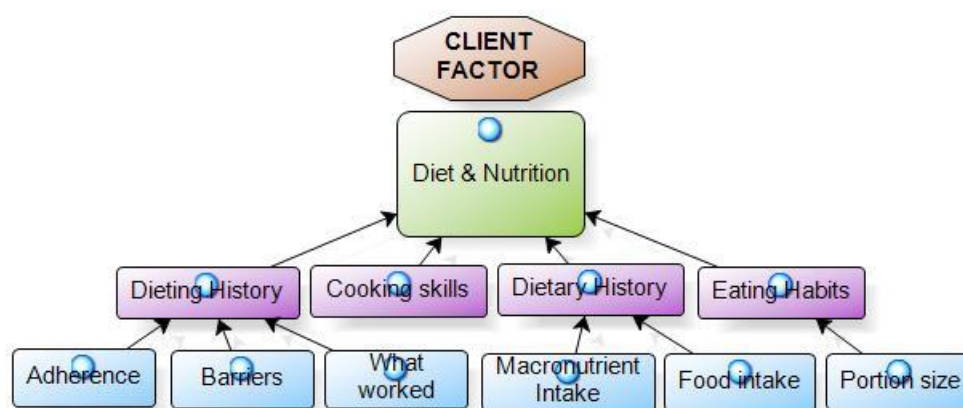 CLIENT
FACTOR
Diet & Nutrition
Dieting History
Cooking skills
Dietary History
Eating Habits
Adherence
Barriers
What
worked
Macronutrient
Intake
Food intake
Portion size